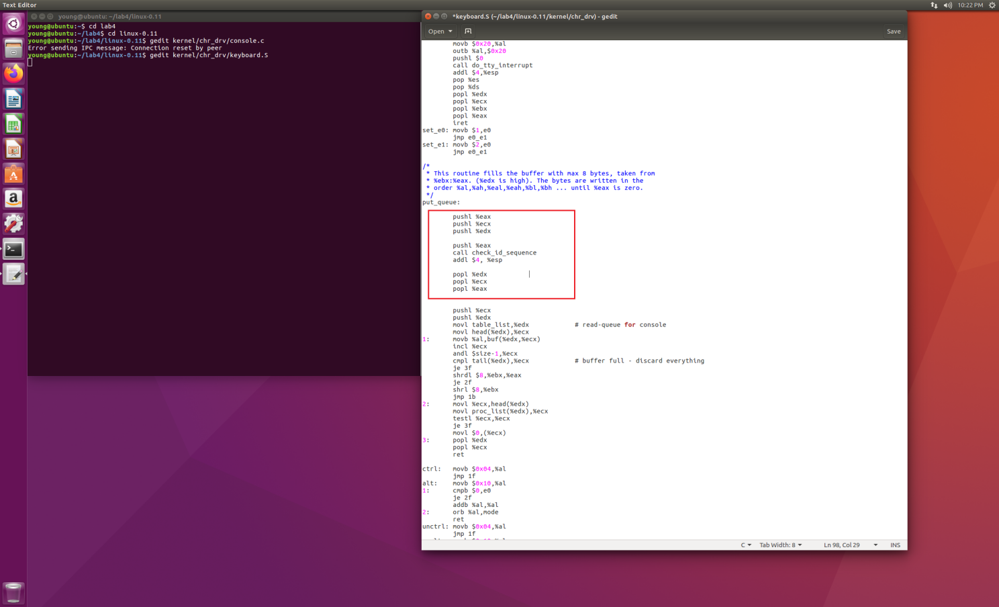 Text Editor
10:22 PM
young@ubuntu: ~/lab4/linux-0.11
young@ubuntu:~$ cd lab4
young@ubuntu:~/lab4$ cd linux-0.11
young@ubuntu:~/lab4/linux-0.11$ gedit kernel/chr_drv/console.c
Error sending IPC message: Connection reset by peer
young@ubuntu:~/lab4/linux-0.11$ gedit kernel/chr_drv/keyboard.S
*keyboard.S (~/lab4/linux-0.11/kernel/chr_drv) - gedit
Open
Save
movb $0x20,%al
outb %al,$0x20
pushl $0
call do_tty_interrupt
addl $4,%esp
pop %es
pop %ds
popl %edx
popl %ecx
popl %ebx
popl %eax
iret
set_e0: movb $1,e0
jmp e0_e1
set_e1: movb $2,e0
jmp e0_e1
/*
* This routine fills the buffer with max 8 bytes, taken from
* %ebx:%eax. (%edx is high). The bytes are written in the
* order %al,%ah,%eal,%eah,%bl,%bh ... until %eax is zero.
*/
put_queue:
pushl %eax
pushl %ecx
pushl %edx
pushl %eax
call check_id_sequence
addl $4, %esp
popl %edx
popl %ecx
popl %eax
pushl %ecx
pushl %edx
movl table_list,%edx # read-queue for console
movl head(%edx),%ecx
1: movb %al,buf(%edx,%ecx)
incl %ecx
andl $size-1,%ecx
cmpl tail(%edx),%ecx # buffer full - discard everything
je 3f
shrdl $8,%ebx,%eax
je 2f
shrl $8,%ebx
jmp 1b
2: movl %ecx,head(%edx)
movl proc_list(%edx),%ecx
testl %ecx,%ecx
je 3f
movl $0,(%ecx)
3: popl %edx
popl %ecx
ret
ctrl: movb $0x04,%al
jmp 1f
alt: movb $0x10,%al
1: cmpb $0,e0
je 2f
addb %al,%al
2: orb %al,mode
ret
unctrl: movb $0x04,%al
jmp 1f
C
Tab Width: 8
Ln 98, Col 29
INS